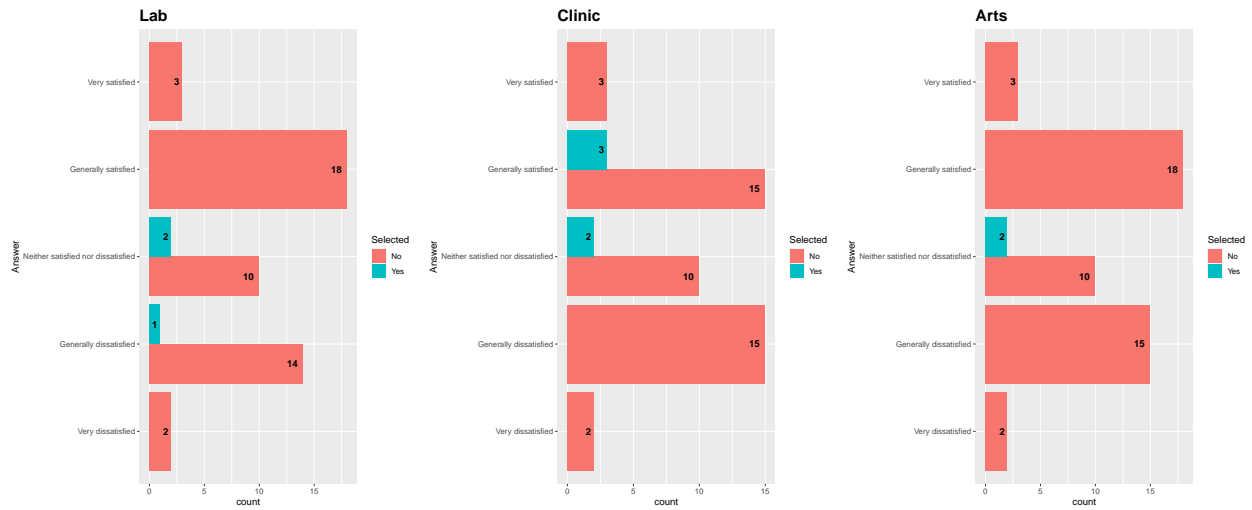 Lab
Very satisfied
3
Generally satisfied
18
Neither satisfied nor dissatisfied
2
10
Generally dissatisfied
1
14
Very dissatisfied
2
Answer
0 5 10 15
count
Selected
No
Yes
Clinic
Very satisfied
3
Generally satisfied
3
15
Neither satisfied nor dissatisfied
2
10
Generally dissatisfied
15
Very dissatisfied
2
Answer
0 5 10 15
count
Selected
No
Yes
Arts
Very satisfied
3
Generally satisfied
18
Neither satisfied nor dissatisfied
2
10
Generally dissatisfied
15
Very dissatisfied
2
Answer
0 5 10 15
count
Selected
No
Yes